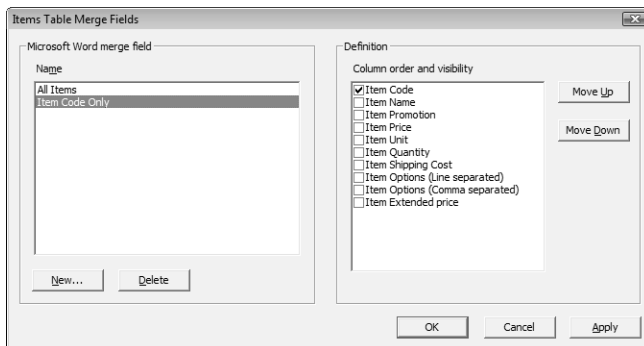 Items Table Merge Fields
Microsoft Word merge field
Name
All Items
Item Code Only
New...
Delete
Definition
Column order and visibility
Item Code
Item Name
Item Promotion
Item Price
Item Unit
Item Quantity
Item Shipping Cost
Item Options (Line separated)
Item Options (Comma separated)
Item Extended price
Move Up
Move Down
OK
Cancel
Apply